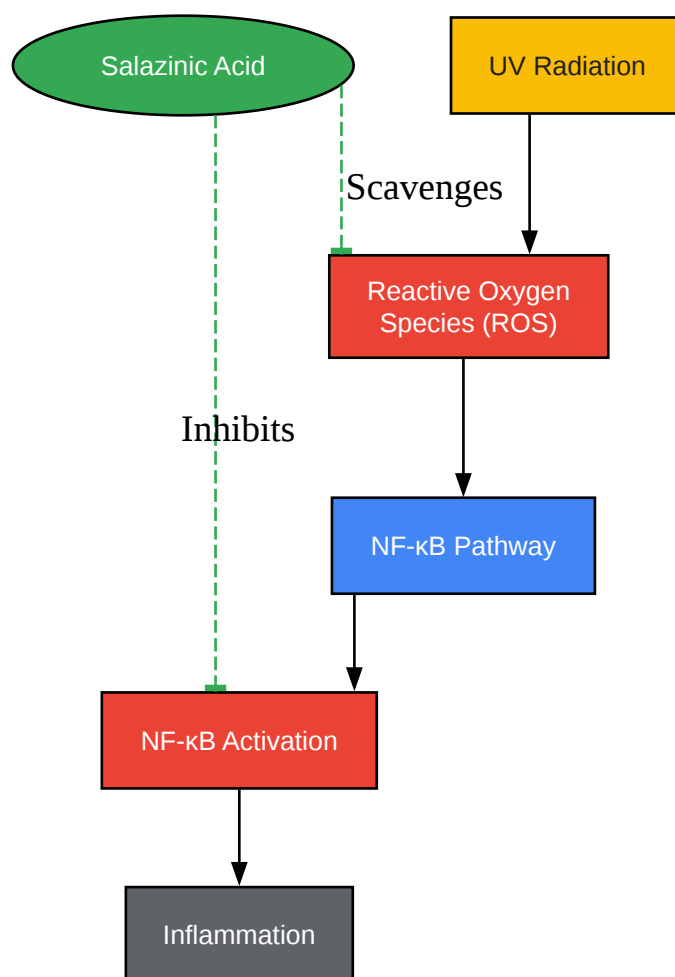 Salazinic Acid
UV Radiation
Scavenges
Reactive Oxygen
Species (ROS)
Inhibits
NF-κB Pathway
NF-κB Activation
Inflammation